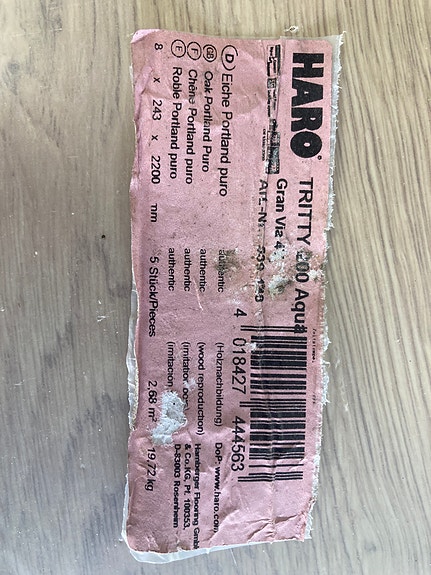 HARO
TRITTY 200 Aqua
Gran Via 4
4 018427 444563
D Eiche Portland puro authentic (Holznachbildung)
GB Oak Portland Puro authentic (wood reproduction)
F Chêne Portland puro authentic (imitation
E Roble Portland puro authentic (imitación
DoP: www.haro.com
Hamberger Flooring GmbH
& Co.KG, Pf. 100353,
D-83003 Rosenheim
8 x 243 x 2200 mm 5 Stück/Pieces 2,68 m² 19,72 kg